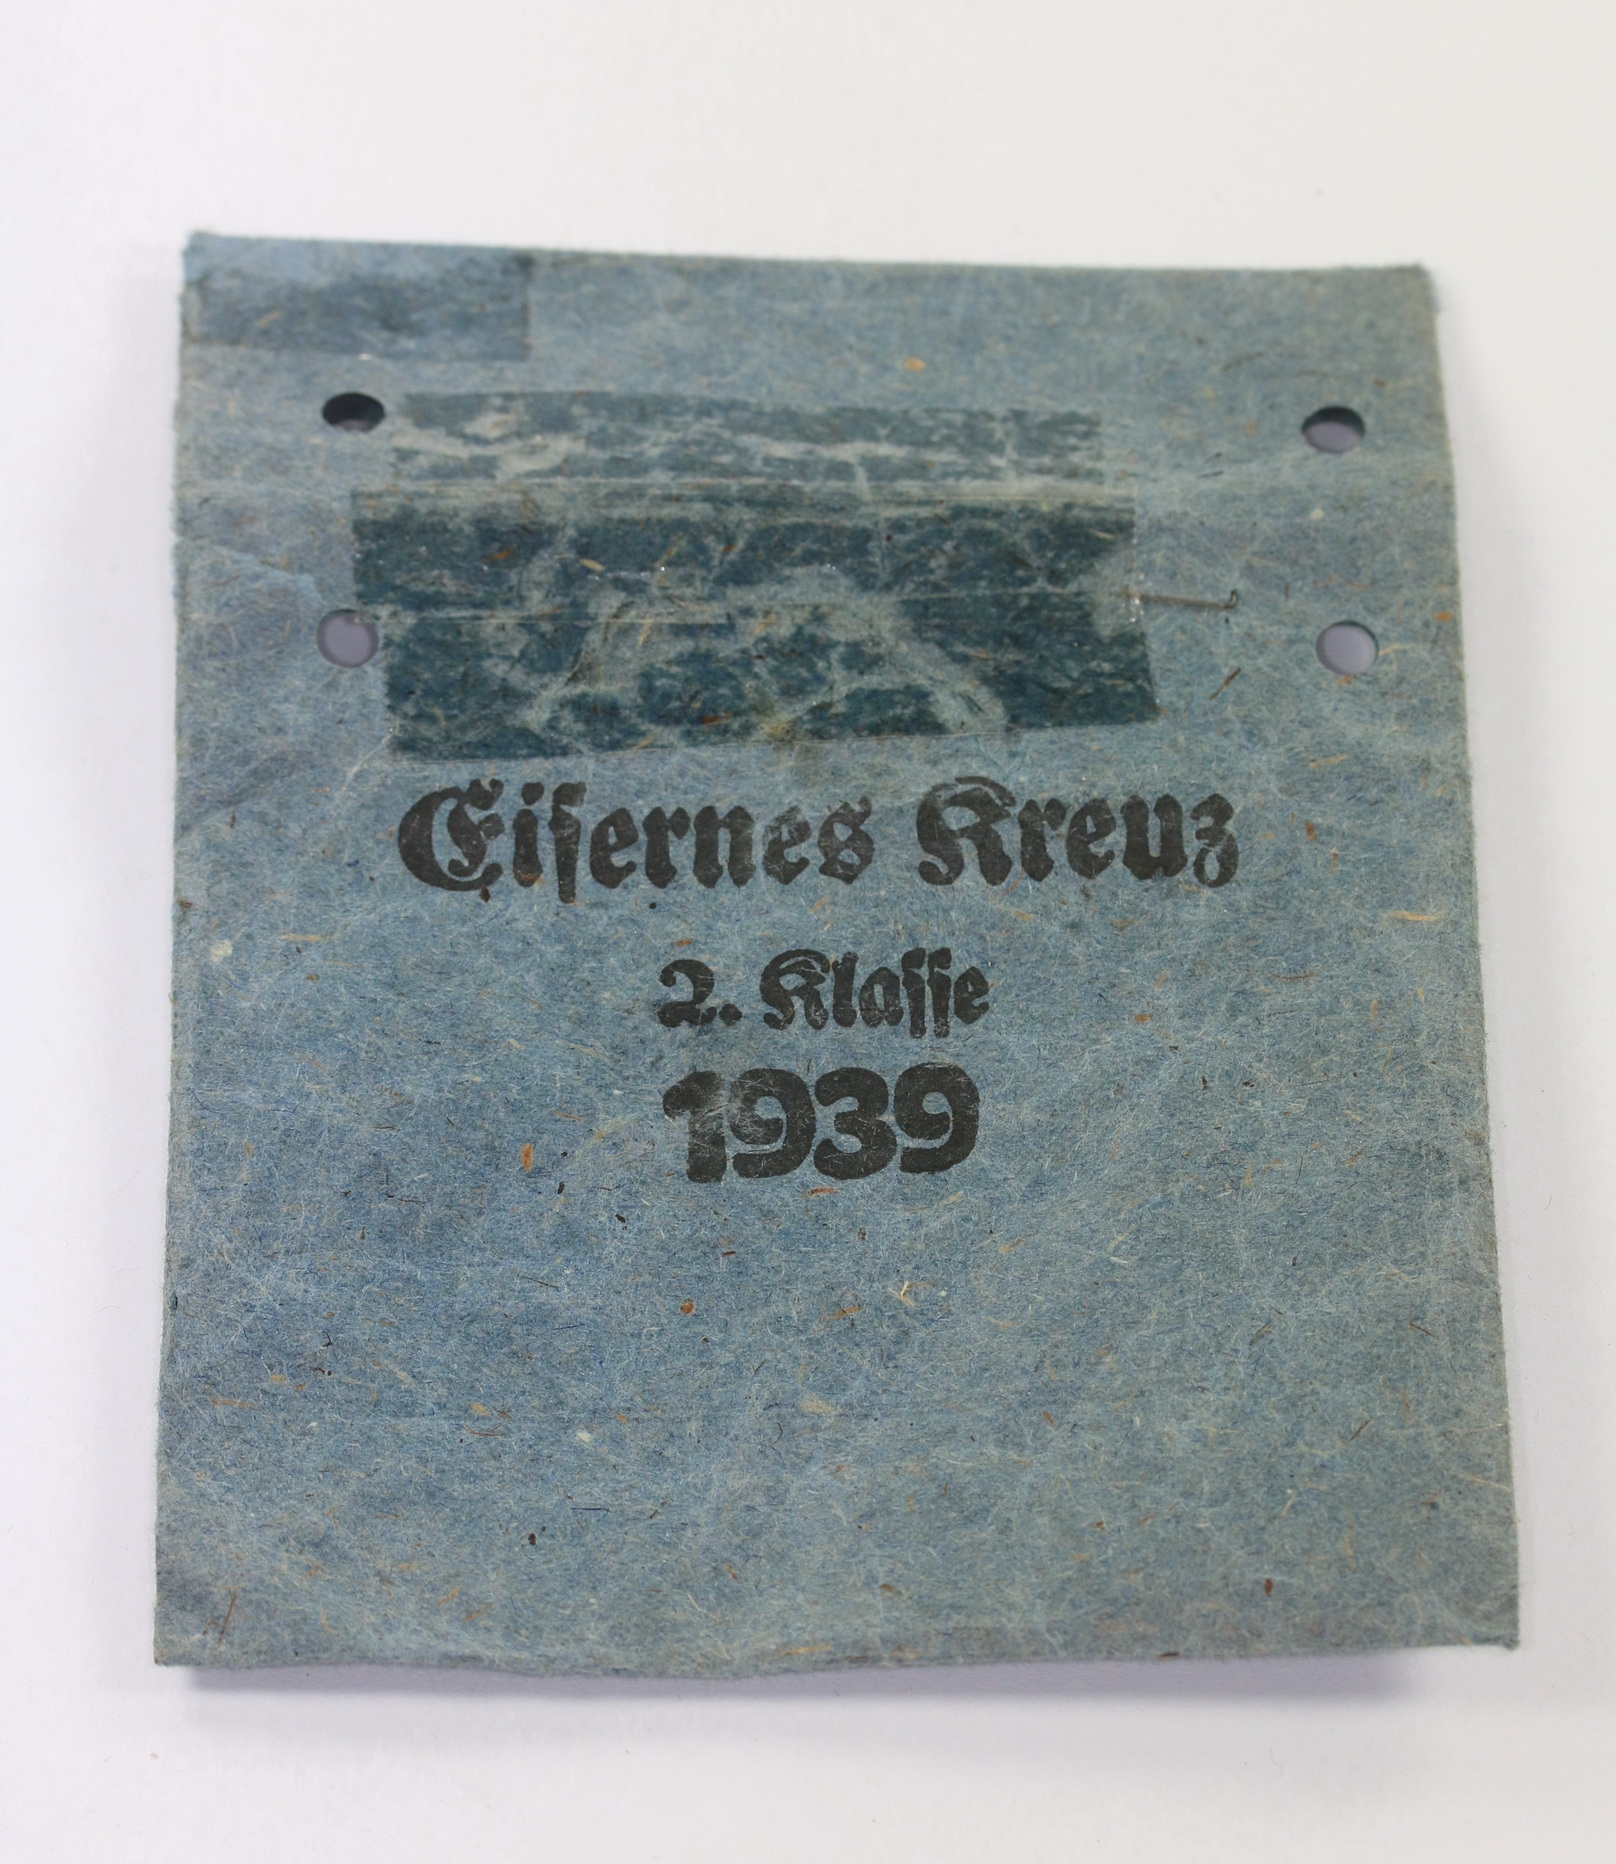 Eiſernes Kreuz
2. Klaſſe
1939